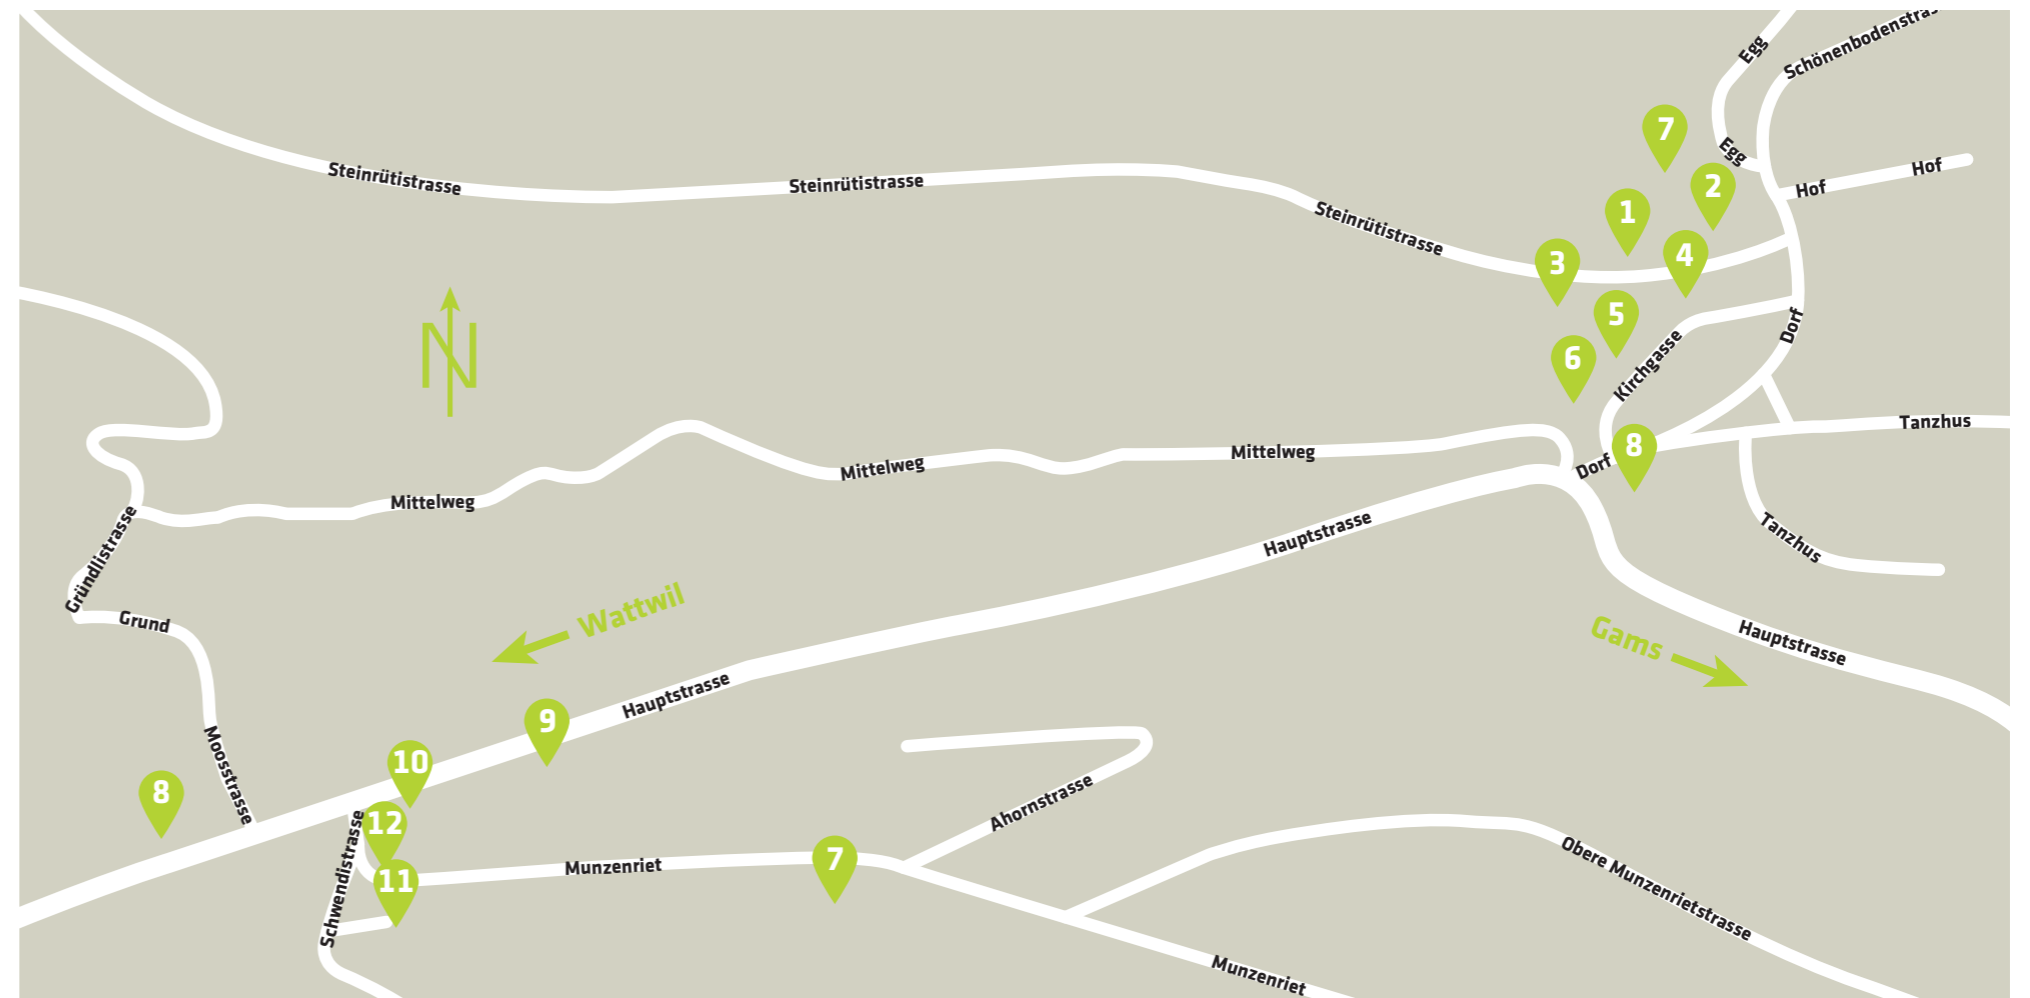 Egg
Schönenbodenstras
7
Egg
Steinrütistrasse
Steinrütistrasse
2
Hof
Hof
1
Steinrütistrasse
3
4
5
Dorf
N
6
Kirchgasse
Tanzhus
8
Mittelweg
Mittelweg
Dorf
Mittelweg
Hauptstrasse
Tanzhus
Gründlistrasse
Wattwil
Grund
Gams
Hauptstrasse
Hauptstrasse
9
Moosstrasse
10
8
Ahornstrasse
12
7
Munzenriet
11
Schwendistrasse
Obere Munzenrietstrasse
Munzenriet